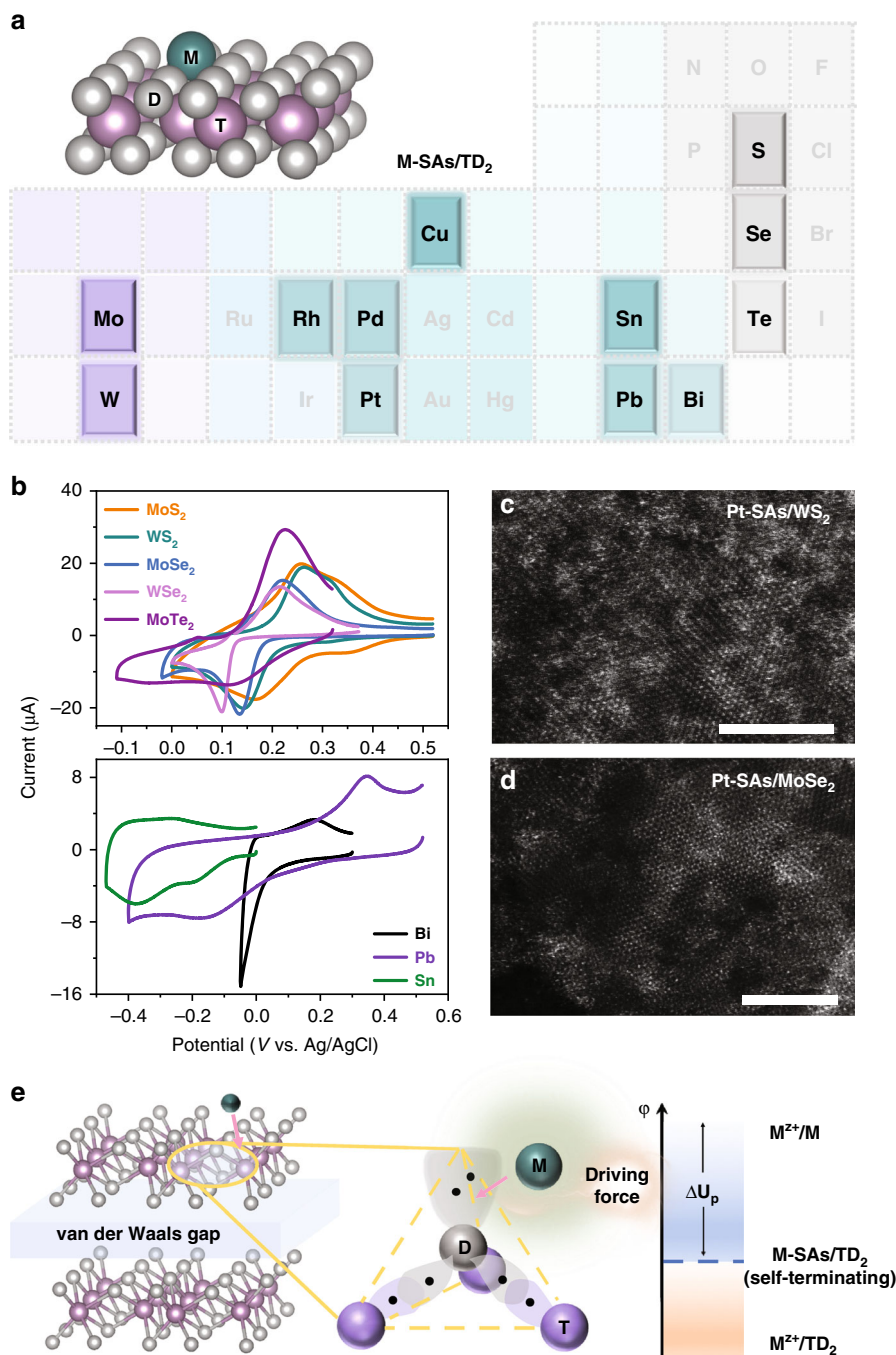 a
M
D
T
M-SAs/TD₂
N O F
P S Cl
Cu Se Br
Mo Ru Rh Pd Ag Cd Sn Te I
W Ir Pt Au Hg Pb Bi
b
40
20
0
−20
MoS₂
WS₂
MoSe₂
WSe₂
MoTe₂
−0.1 0.0 0.1 0.2 0.3 0.4 0.5
Current (µA)
8
0
−8
−16
Bi
Pb
Sn
−0.4 −0.2 0.0 0.2 0.4 0.6
Potential (V vs. Ag/AgCl)
c
Pt-SAs/WS₂
d
Pt-SAs/MoSe₂
e
van der Waals gap
M
D
T
Driving
force
φ
ΔUₚ
Mᶻ⁺/M
M-SAs/TD₂
(self-terminating)
Mᶻ⁺/TD₂